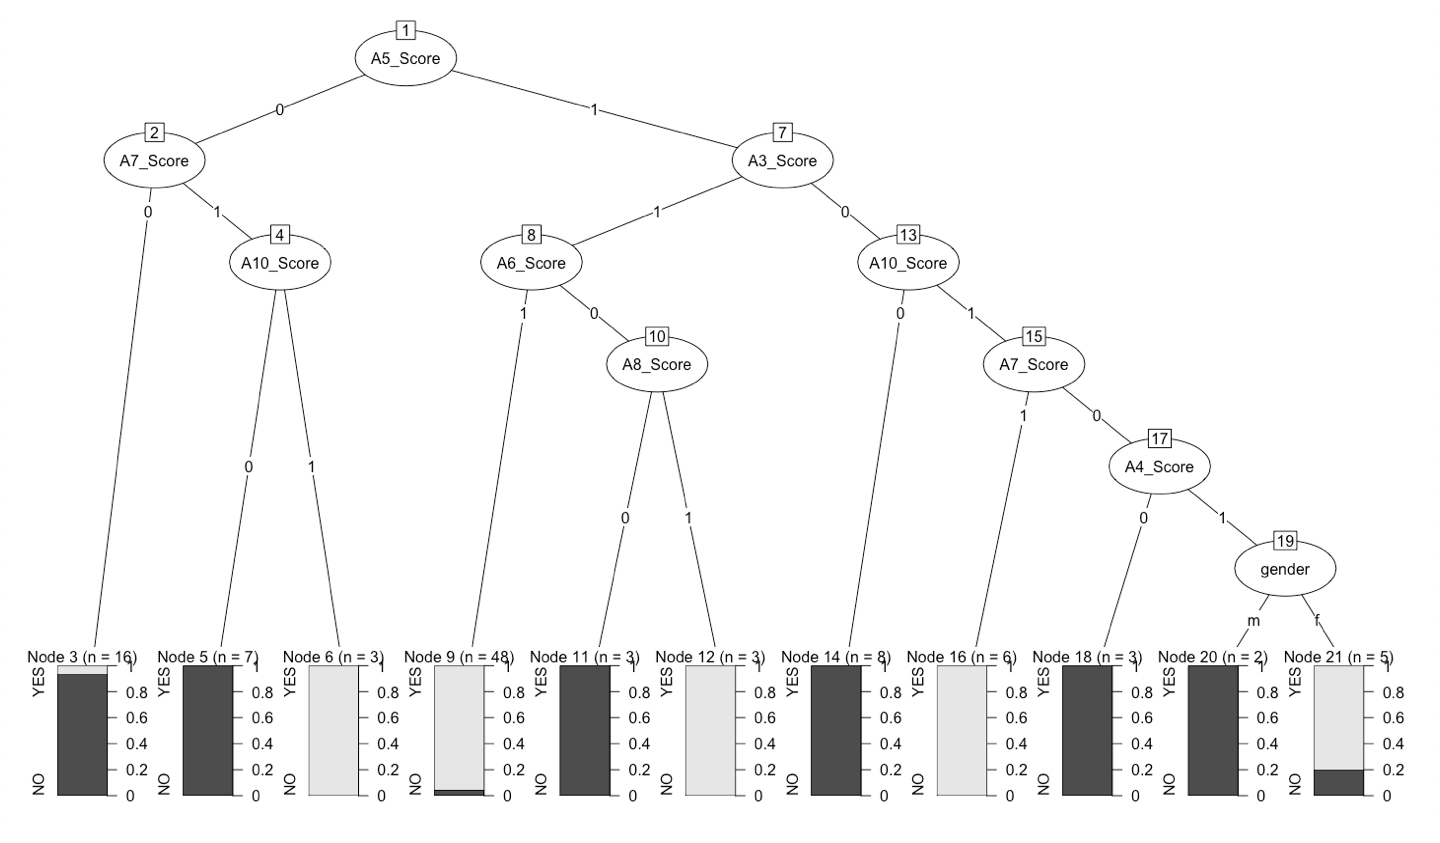 1
A5_Score
0
1
2
A7_Score
7
A3_Score
0
1
1
0
4
A10_Score
8
A6_Score
13
A10_Score
1
0
0
1
10
A8_Score
15
A7_Score
1
0
17
A4_Score
0
1
0
1
0
1
19
gender
m
f
Node 3 (n = 16)
Node 5 (n = 7)
Node 6 (n = 3)
Node 9 (n = 48)
Node 11 (n = 3)
Node 12 (n = 3)
Node 14 (n = 8)
Node 16 (n = 6)
Node 18 (n = 3)
Node 20 (n = 2)
Node 21 (n = 5)
YES
NO
1
0.8
0.6
0.4
0.2
0
YES
NO
1
0.8
0.6
0.4
0.2
0
YES
NO
1
0.8
0.6
0.4
0.2
0
YES
NO
1
0.8
0.6
0.4
0.2
0
YES
NO
1
0.8
0.6
0.4
0.2
0
YES
NO
1
0.8
0.6
0.4
0.2
0
YES
NO
1
0.8
0.6
0.4
0.2
0
YES
NO
1
0.8
0.6
0.4
0.2
0
YES
NO
1
0.8
0.6
0.4
0.2
0
YES
NO
1
0.8
0.6
0.4
0.2
0
YES
NO
1
0.8
0.6
0.4
0.2
0